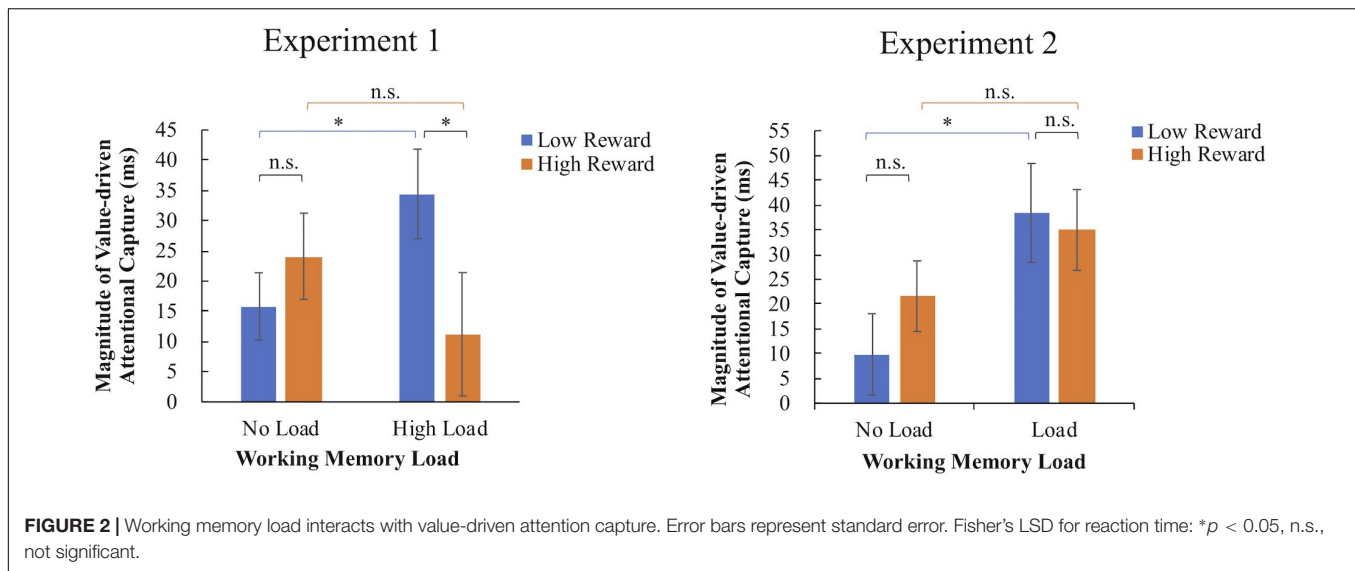 Experiment 1
n.s.
*
*
n.s.
Low Reward
High Reward
Magnitude of Value-driven
Attentional Capture (ms)
45
40
35
30
25
20
15
10
5
0
No Load
High Load
Working Memory Load
Experiment 2
n.s.
*
n.s.
n.s.
Low Reward
High Reward
Magnitude of Value-driven
Attentional Capture (ms)
55
50
45
40
35
30
25
20
15
10
5
0
No Load
Load
Working Memory Load
FIGURE 2 | Working memory load interacts with value-driven attention capture. Error bars represent standard error. Fisher's LSD for reaction time: *p < 0.05, n.s.,
not significant.